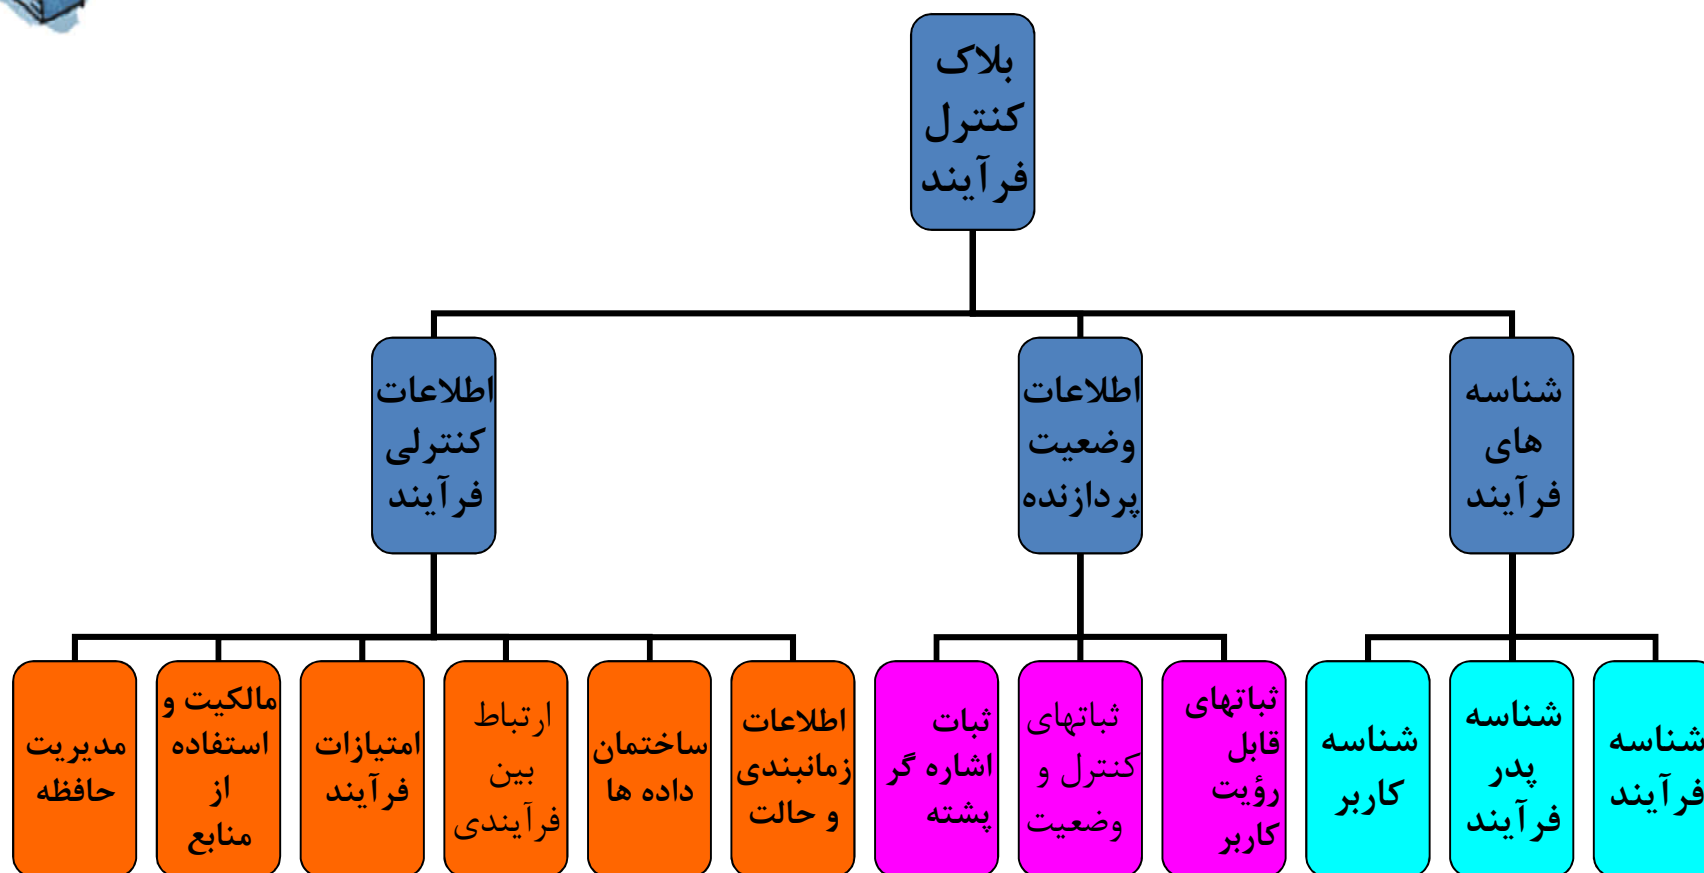 بلاک
کنترل
فرآیند
شناسه
های
فرآیند
اطلاعات
وضعیت
پردازنده
اطلاعات
کنترلی
فرآیند
شناسه
فرآیند
شناسه
پدر
فرآیند
شناسه
کاربر
ثباتهای
قابل
رؤیت
کاربر
ثباتهای
کنترل و
وضعیت
ثبات
اشاره گر
پشته
اطلاعات
زمانبندی
و حالت
ساختمان
داده ها
ارتباط
بین
فرآیندی
امتیازات
فرآیند
مالکیت و
استفاده
از
منابع
مدیریت
حافظه